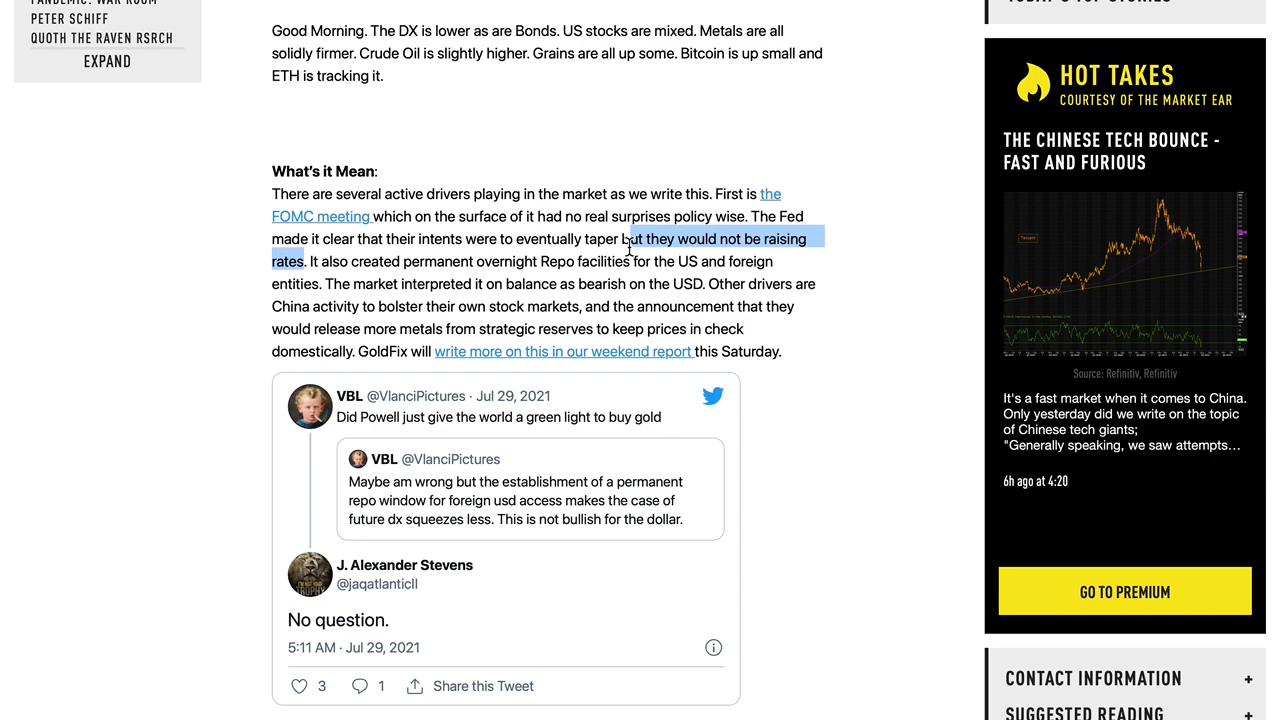 PANDEMIC: WAR ROOM
PETER SCHIFF
QUOTH THE RAVEN RSRCH
EXPAND
Good Morning. The DX is lower as are Bonds. US stocks are mixed. Metals are all
solidly firmer. Crude Oil is slightly higher. Grains are all up some. Bitcoin is up small and
ETH is tracking it.
What's it Mean:
There are several active drivers playing in the market as we write this. First is the
FOMC meeting which on the surface of it had no real surprises policy wise. The Fed
made it clear that their intents were to eventually taper but they would not be raising
rates. It also created permanent overnight Repo facilities for the US and foreign
entities. The market interpreted it on balance as bearish on the USD. Other drivers are
China activity to bolster their own stock markets, and the announcement that they
would release more metals from strategic reserves to keep prices in check
domestically. GoldFix will write more on this in our weekend report this Saturday.
VBL @VlanciPictures · Jul 29, 2021
Did Powell just give the world a green light to buy gold
VBL @VlanciPictures
Maybe am wrong but the establishment of a permanent
repo window for foreign usd access makes the case of
future dx squeezes less. This is not bullish for the dollar.
J. Alexander Stevens
@jaqatlanticII
No question.
5:11 AM · Jul 29, 2021
3 1 Share this Tweet
TODAY'S TOP STORIES
HOT TAKES
COURTESY OF THE MARKET EAR
THE CHINESE TECH BOUNCE -
FAST AND FURIOUS
Tencent
Source: Refinitiv, Refinitiv
It's a fast market when it comes to China.
Only yesterday did we write on the topic
of Chinese tech giants;
"Generally speaking, we saw attempts...
6h ago at 4:20
GO TO PREMIUM
CONTACT INFORMATION +
SUGGESTED READING +